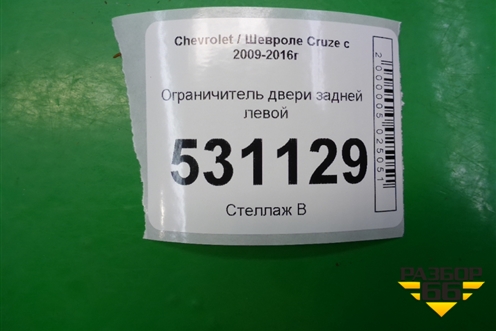 Chevrolet / Шевроле Cruze с
2009-2016г
Ограничитель двери задней
левой
531129
Стеллаж В
2000005025051
РАЗБОР
66